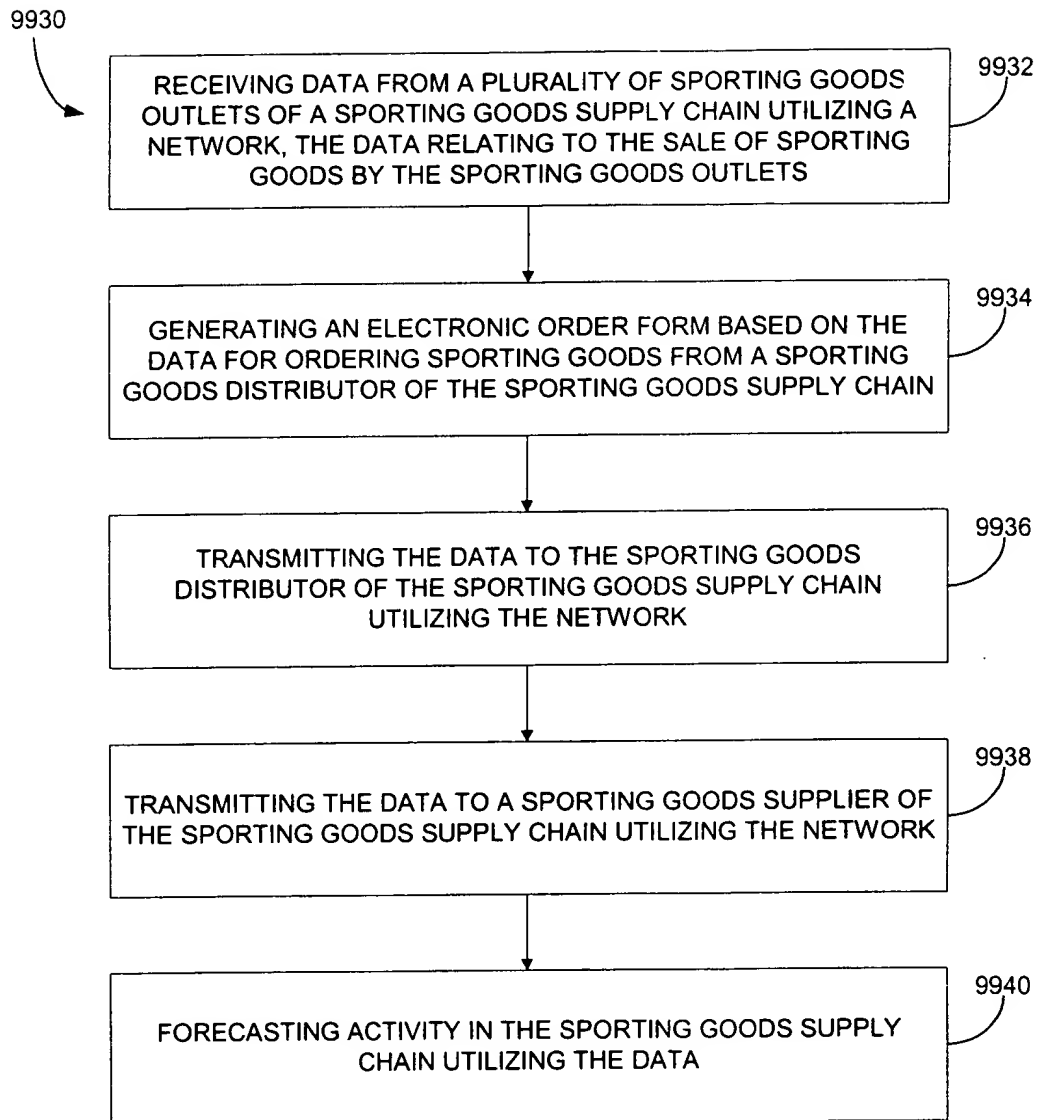 9930
9932
RECEIVING DATA FROM A PLURALITY OF SPORTING GOODS
OUTLETS OF A SPORTING GOODS SUPPLY CHAIN UTILIZING A
NETWORK, THE DATA RELATING TO THE SALE OF SPORTING
GOODS BY THE SPORTING GOODS OUTLETS
9934
GENERATING AN ELECTRONIC ORDER FORM BASED ON THE
DATA FOR ORDERING SPORTING GOODS FROM A SPORTING
GOODS DISTRIBUTOR OF THE SPORTING GOODS SUPPLY CHAIN
9936
TRANSMITTING THE DATA TO THE SPORTING GOODS
DISTRIBUTOR OF THE SPORTING GOODS SUPPLY CHAIN
UTILIZING THE NETWORK
9938
TRANSMITTING THE DATA TO A SPORTING GOODS SUPPLIER OF
THE SPORTING GOODS SUPPLY CHAIN UTILIZING THE NETWORK
9940
FORECASTING ACTIVITY IN THE SPORTING GOODS SUPPLY
CHAIN UTILIZING THE DATA